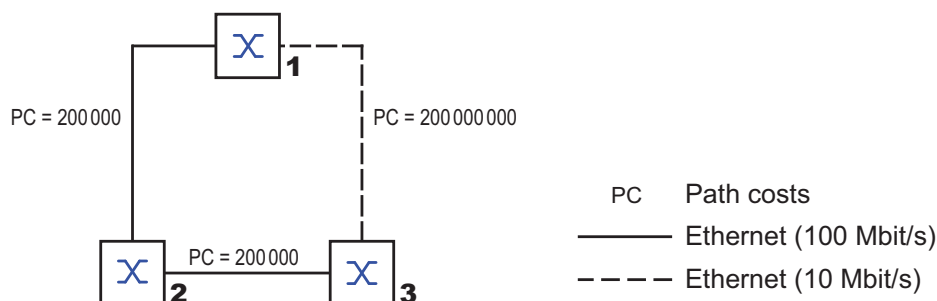 1
PC = 200 000
PC = 200 000 000
PC Path costs
Ethernet (100 Mbit/s)
PC = 200 000
2
3
Ethernet (10 Mbit/s)